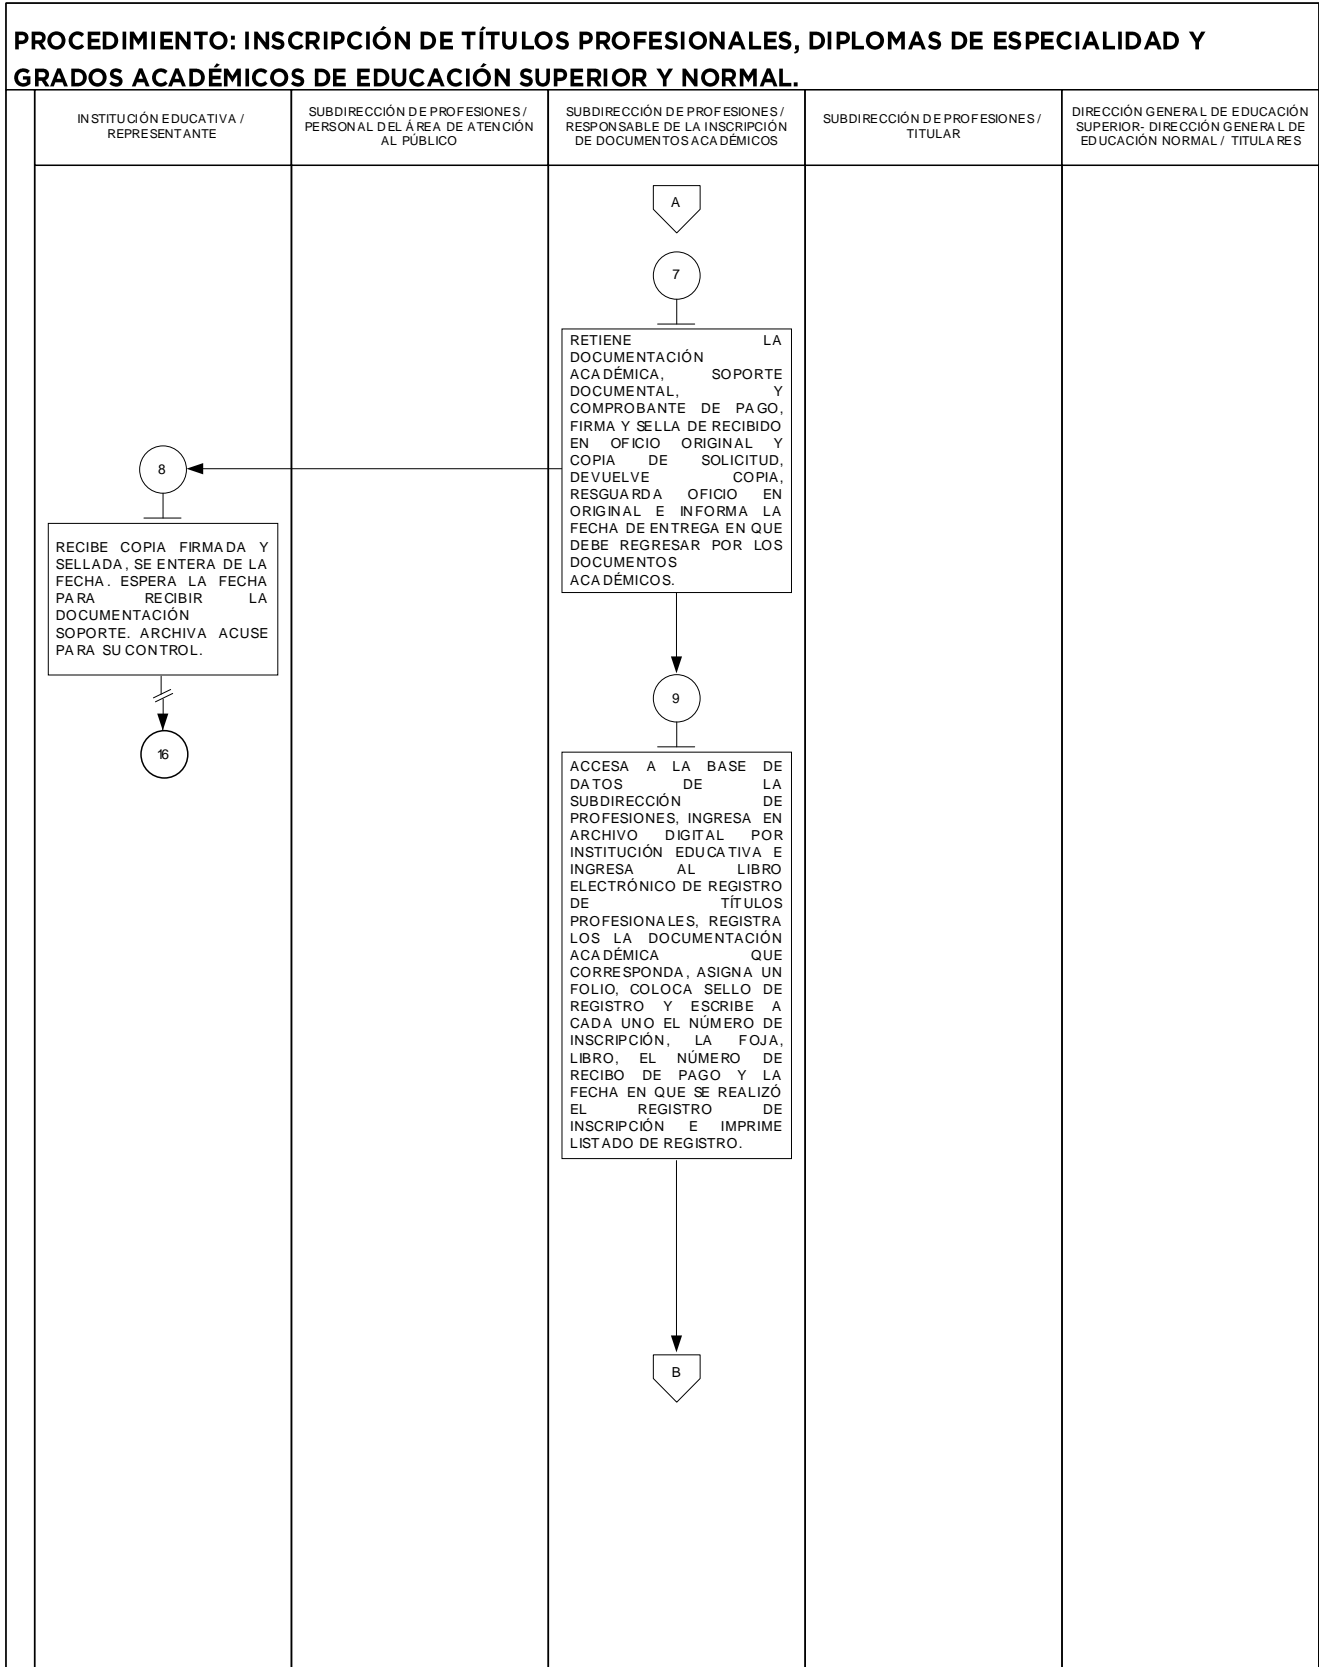 PROCEDIMIENTO: INSCRIPCIÓN DE TÍTULOS PROFESIONALES, DIPLOMAS DE ESPECIALIDAD Y
GRADOS ACADÉMICOS DE EDUCACIÓN SUPERIOR Y NORMAL.
INSTITUCIÓN EDUCATIVA /
REPRESENTANTE
SUBDIRECCIÓN DE PROFESIONES /
PERSONAL DEL ÁREA DE ATENCIÓN
AL PÚBLICO
SUBDIRECCIÓN DE PROFESIONES /
RESPONSABLE DE LA INSCRIPCIÓN
DE DOCUMENTOS ACADÉMICOS
SUBDIRECCIÓN DE PROFESIONES /
TITULAR
DIRECCIÓN GENERAL DE EDUCACIÓN
SUPERIOR- DIRECCIÓN GENERAL DE
EDUCACIÓN NORMAL / TITULARES
A
7
RETIENE LA
DOCUMENTACIÓN
ACADÉMICA, SOPORTE
DOCUMENTAL, Y
COMPROBANTE DE PAGO,
FIRMA Y SELLA DE RECIBIDO
EN OFICIO ORIGINAL Y
COPIA DE SOLICITUD,
DEVUELVE COPIA,
RESGUARDA OFICIO EN
ORIGINAL E INFORMA LA
FECHA DE ENTREGA EN QUE
DEBE REGRESAR POR LOS
DOCUMENTOS
ACADÉMICOS.
8
RECIBE COPIA FIRMADA Y
SELLADA, SE ENTERA DE LA
FECHA. ESPERA LA FECHA
PARA RECIBIR LA
DOCUMENTACIÓN
SOPORTE. ARCHIVA ACUSE
PARA SU CONTROL.
16
9
ACCESA A LA BASE DE
DATOS DE LA
SUBDIRECCIÓN DE
PROFESIONES, INGRESA EN
ARCHIVO DIGITAL POR
INSTITUCIÓN EDUCATIVA E
INGRESA AL LIBRO
ELECTRÓNICO DE REGISTRO
DE TÍTULOS
PROFESIONALES, REGISTRA
LOS LA DOCUMENTACIÓN
ACADÉMICA QUE
CORRESPONDA, ASIGNA UN
FOLIO, COLOCA SELLO DE
REGISTRO Y ESCRIBE A
CADA UNO EL NÚMERO DE
INSCRIPCIÓN, LA FOJA,
LIBRO, EL NÚMERO DE
RECIBO DE PAGO Y LA
FECHA EN QUE SE REALIZÓ
EL REGISTRO DE
INSCRIPCIÓN E IMPRIME
LISTADO DE REGISTRO.
B